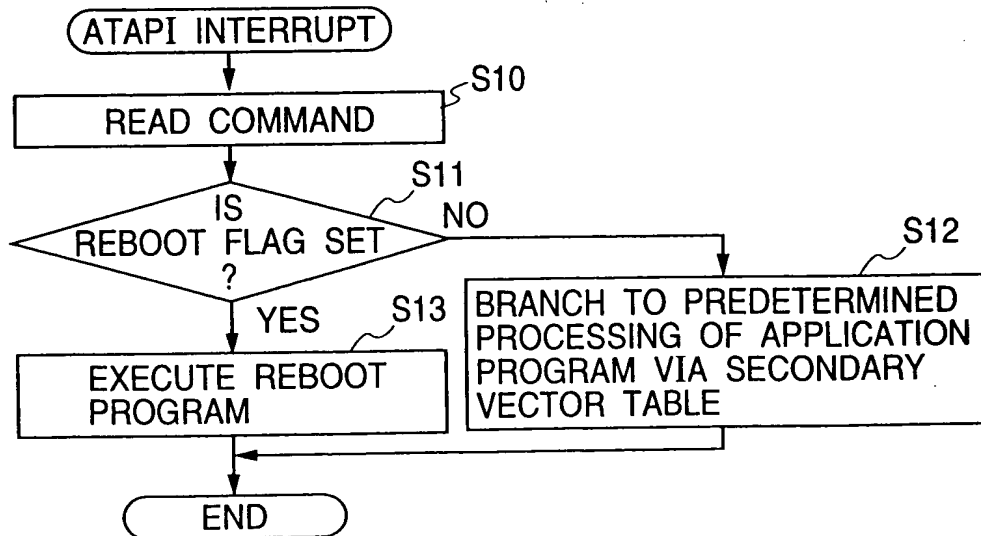 ATAPI INTERRUPT
S10
READ COMMAND
S11
IS
REBOOT FLAG SET
?
NO
YES
S12
BRANCH TO PREDETERMINED
PROCESSING OF APPLICATION
PROGRAM VIA SECONDARY
VECTOR TABLE
S13
EXECUTE REBOOT
PROGRAM
END